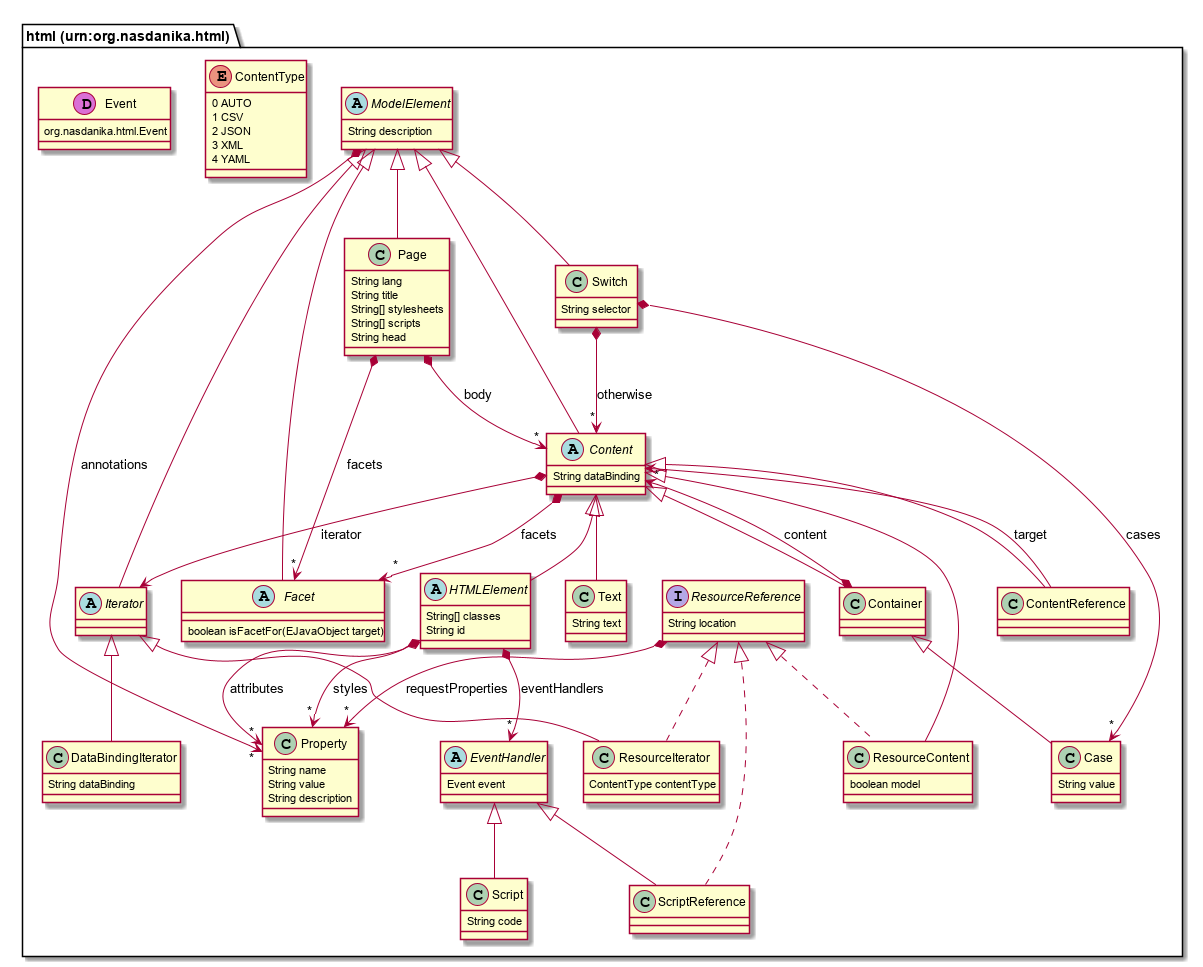 html (urn:org.nasdanika.html)
D Event
org.nasdanika.html.Event
E ContentType
0 AUTO
1 CSV
2 JSON
3 XML
4 YAML
A ModelElement
String description
C Page
String lang
String title
String[] stylesheets
String[] scripts
String head
C Switch
String selector
body
otherwise
*
*
A Content
String dataBinding
annotations
facets
iterator
facets
content
target
cases
*
*
*
A Iterator
A Facet
boolean isFacetFor(EJavaObject target)
A HTMLElement
String[] classes
String id
C Text
String text
I ResourceReference
String location
C Container
C ContentReference
attributes
styles
requestProperties
eventHandlers
*
*
*
*
*
*
C DataBindingIterator
String dataBinding
C Property
String name
String value
String description
A EventHandler
Event event
C ResourceIterator
ContentType contentType
C ResourceContent
boolean model
C Case
String value
C Script
String code
C ScriptReference